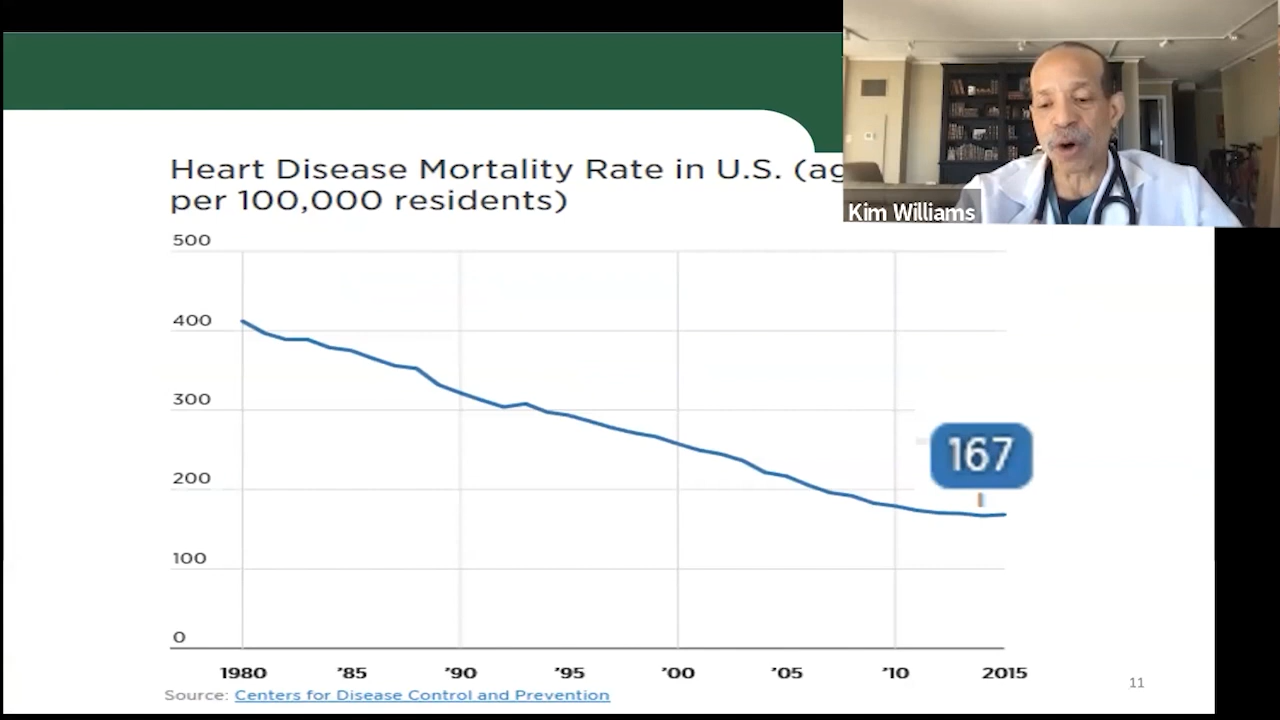 Heart Disease Mortality Rate in U.S. (ag
per 100,000 residents)
Kim Williams
500
400
300
200
100
0
167
1980 '85 '90 '95 '00 '05 '10 2015
Source: Centers for Disease Control and Prevention
11